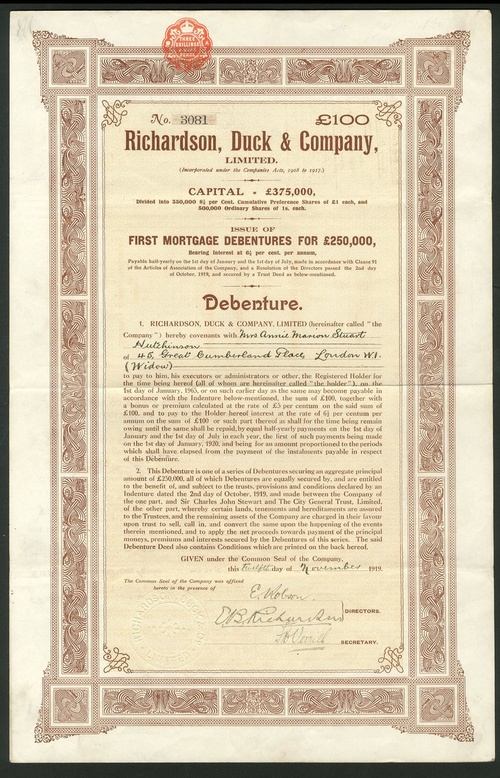 THREE
SHILLINGS
No. 3081 £100
Richardson, Duck & Company,
LIMITED.
(Incorporated under the Companies Acts, 1908 to 1917.)
CAPITAL - £375,000,
Divided into 350,000 8½ per Cent. Cumulative Preference Shares of £1 each, and
500,000 Ordinary Shares of 1s. each.
ISSUE OF
FIRST MORTGAGE DEBENTURES FOR £250,000,
Bearing Interest at 6½ per cent. per annum,
Payable half-yearly on the 1st day of January and the 1st day of July, made in accordance with Clause 91
of the Articles of Association of the Company, and a Resolution of the Directors passed the 2nd day
of October, 1919, and secured by a Trust Deed as below-mentioned.
Debenture.
1. RICHARDSON, DUCK & COMPANY, LIMITED (hereinafter called "the
Company") hereby covenants with Mrs Annie Marion Stuart
Hutchinson
of 45, Great Cumberland Place, London W1.
(Widow)
to pay to him, his executors or administrators or other, the Registered Holder for
the time being hereof (all of whom are hereinafter called "the holder"), on the
1st day of January, 1965, or on such earlier day as the same may become payable in
accordance with the Indenture below-mentioned, the sum of £100, together with
a bonus or premium calculated at the rate of £5 per centum on the said sum of
£100, and to pay to the Holder hereof interest at the rate of 6½ per centum per
annum on the sum of £100 or such part thereof as shall for the time being remain
owing until the same shall be repaid, by equal half-yearly payments on the 1st day of
January and the 1st day of July in each year, the first of such payments being made
on the 1st day of January, 1920, and being for an amount proportioned to the periods
which shall have elapsed from the payment of the instalments payable in respect
of this Debenture.
2. This Debenture is one of a series of Debentures securing an aggregate principal
amount of £250,000, all of which Debentures are equally secured by, and are entitled
to the benefit of, and subject to the trusts, provisions and conditions declared by an
Indenture dated the 2nd day of October, 1919, and made between the Company of
the one part, and Sir Charles John Stewart and The City General Trust, Limited,
of the other part, whereby certain lands, tenements and hereditaments are assured
to the Trustees, and the remaining assets of the Company are charged in their favour
upon trust to sell, call in, and convert the same upon the happening of the events
therein mentioned, and to apply the net proceeds towards payment of the principal
moneys, premiums and interest secured by the Debentures of this series. The said
Debenture Deed also contains Conditions which are printed on the back hereof.
GIVEN under the Common Seal of the Company,
this Twelfth day of November 1919.
The Common Seal of the Company was affixed
hereto in the presence of
E. Robson
Richardson
DIRECTORS.
SECRETARY.